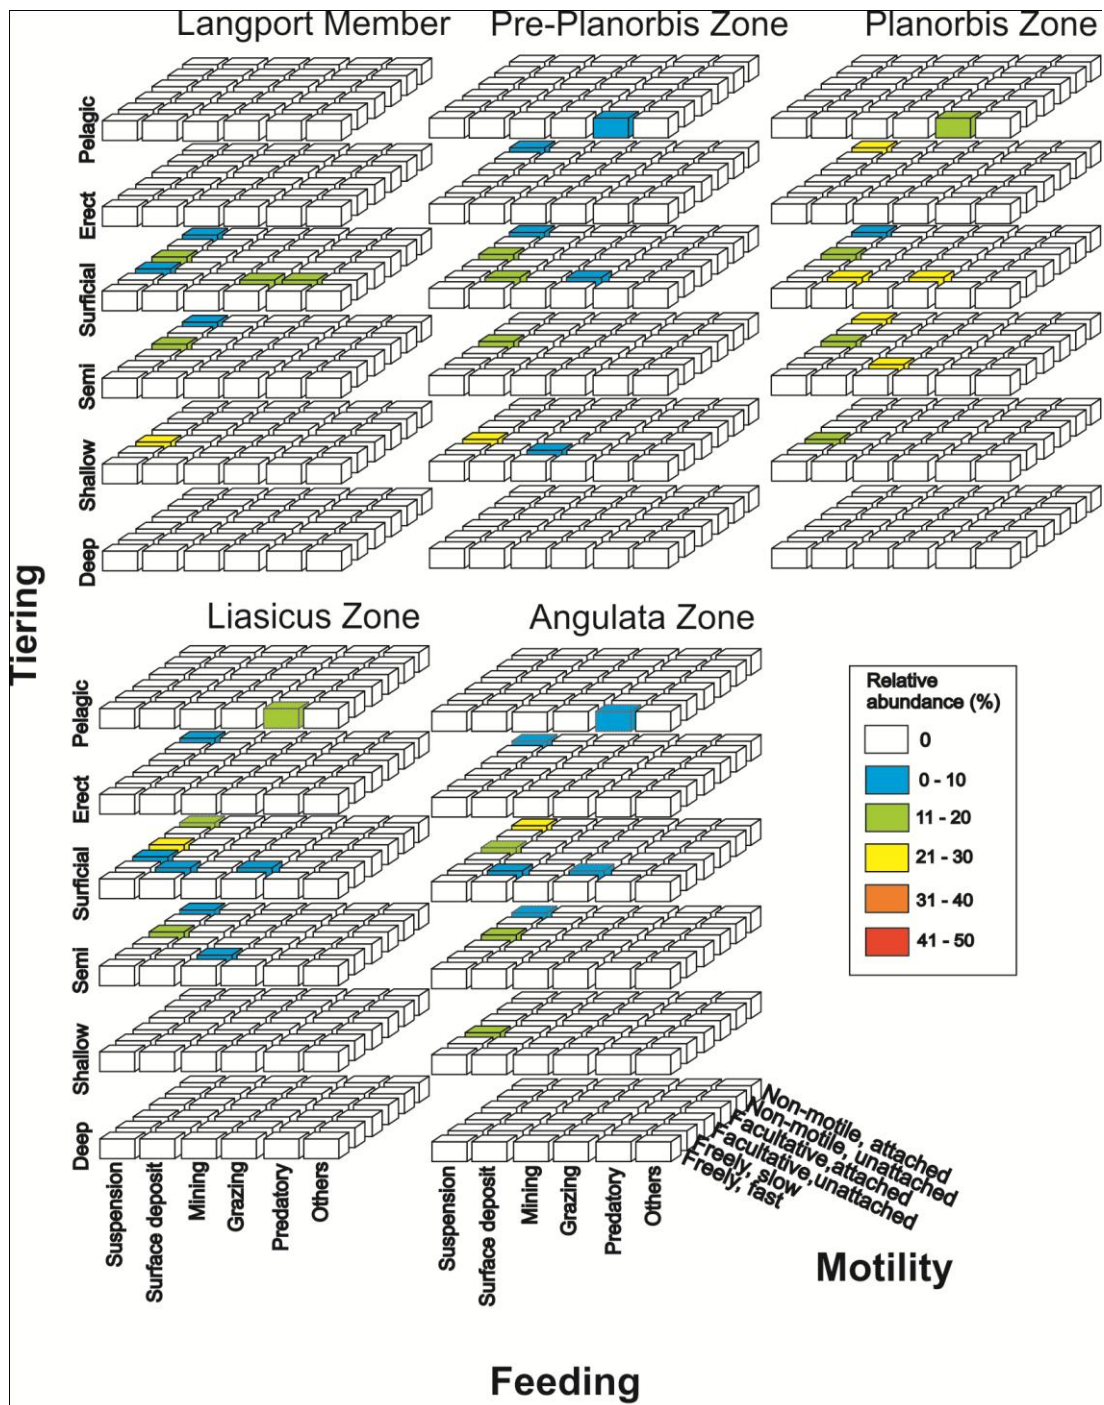 Langport Member
Pre-Planorbis Zone
Planorbis Zone
Pelagic
Erect
Surficial
Semi
Shallow
Deep
Tiering
Liasicus Zone
Angulata Zone
Pelagic
Erect
Surficial
Semi
Shallow
Deep
Relative
abundance (%)
0
0 - 10
11 - 20
21 - 30
31 - 40
41 - 50
Suspension
Surface deposit
Mining
Grazing
Predatory
Others
Suspension
Surface deposit
Mining
Grazing
Predatory
Others
Non-motile, attached
Non-motile, unattached
Facultative, attached
Facultative,unattached
Freely, slow
Freely, fast
Motility
Feeding